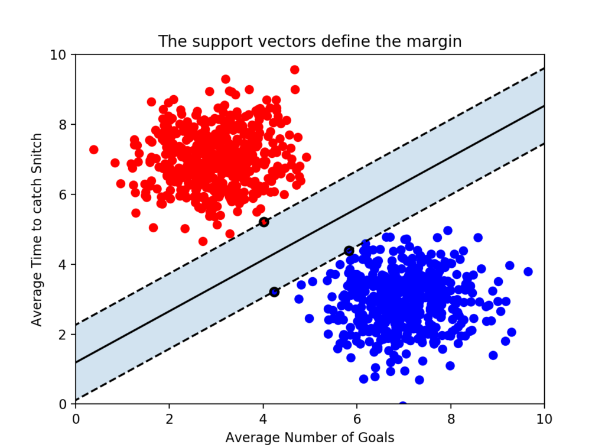 The support vectors define the margin
10
8
6
4
2
0
Average Time to catch Snitch
0 2 4 6 8 10
Average Number of Goals